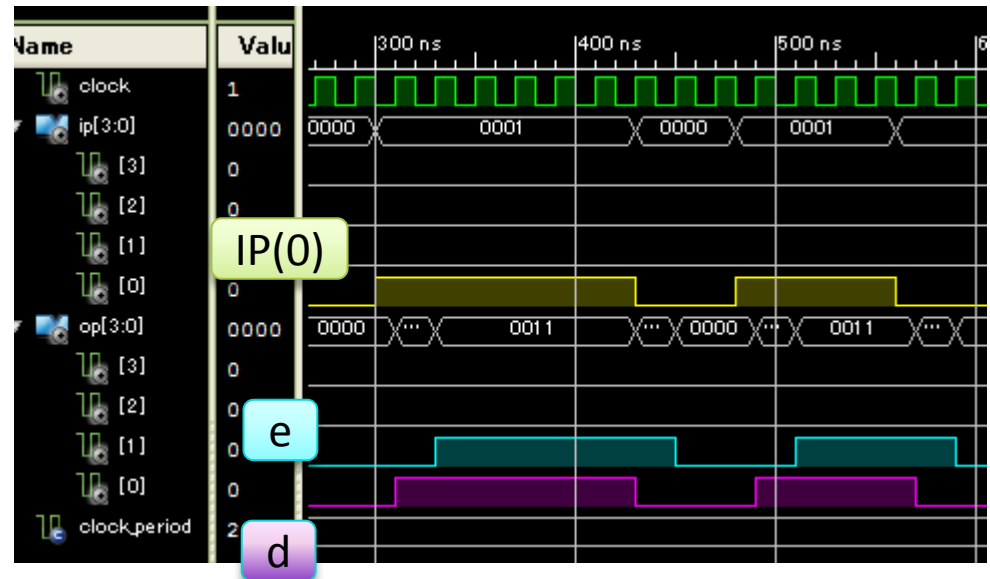 Name Valu 300 ns 400 ns 500 ns 6
clock 1
ip[3:0] 0000 0000 0001 0000 0001
[3] 0
[2] 0
[1]
IP(0)
[0] 0
op[3:0] 0000 0000 ... ... 0011 ... 0000 ... 0011 ...
[3] 0
[2] 0
e
[1] 0
[0] 0
clock_period 2
d